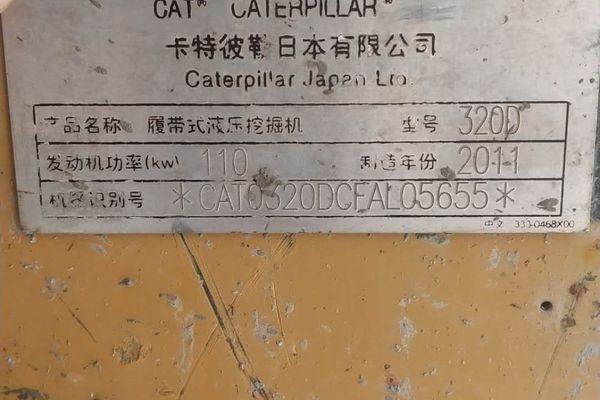 CAT® CATERPILLAR®
卡特彼勒日本有限公司
Caterpillar Japan Ltd.
产品名称 履带式液压挖掘机 型号 320D
发动机功率(kw) 110 制造年份 2011
机器识别号 *CAT0320DCFAL05655*
中文 333-0468X00